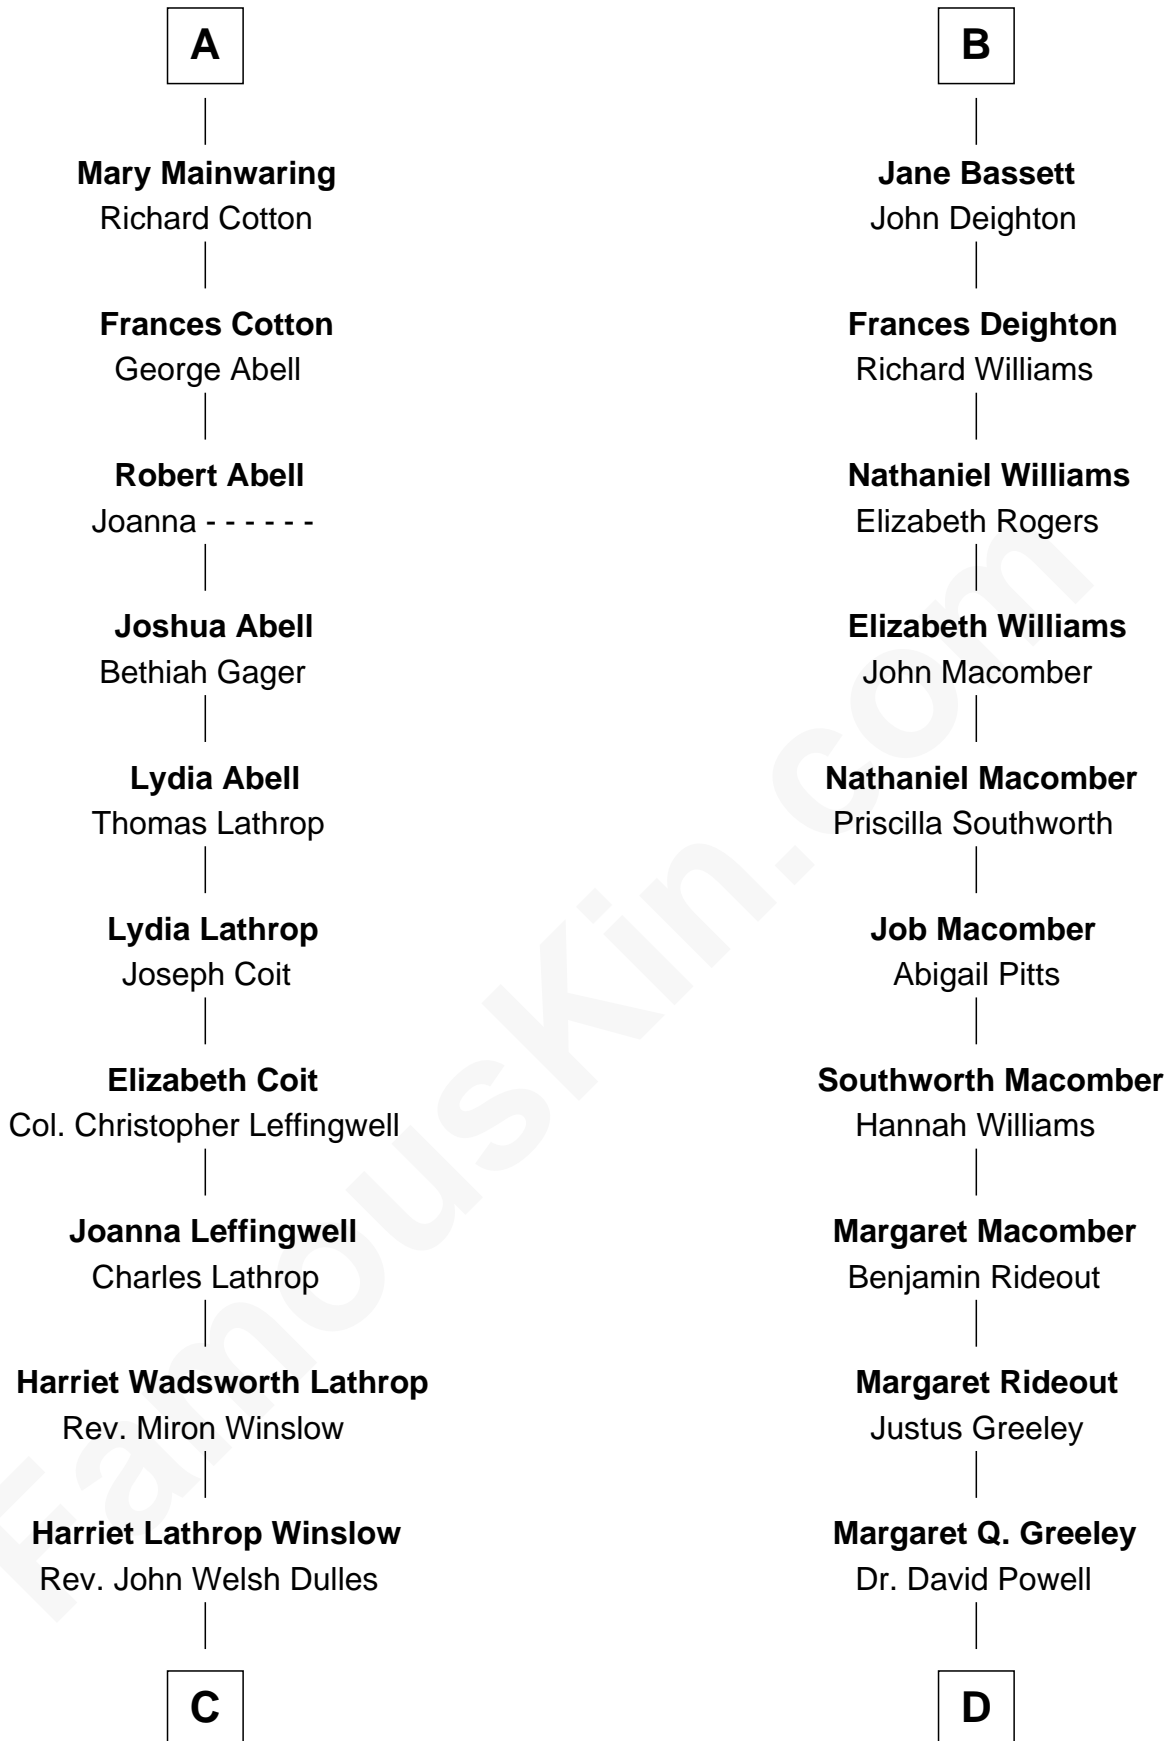 A
Mary Mainwaring
Richard Cotton
Frances Cotton
George Abell
Robert Abell
Joanna - - - - - -
Joshua Abell
Bethiah Gager
Lydia Abell
Thomas Lathrop
Lydia Lathrop
Joseph Coit
Elizabeth Coit
Col. Christopher Leffingwell
Joanna Leffingwell
Charles Lathrop
Harriet Wadsworth Lathrop
Rev. Miron Winslow
Harriet Lathrop Winslow
Rev. John Welsh Dulles
C
B
Jane Bassett
John Deighton
Frances Deighton
Richard Williams
Nathaniel Williams
Elizabeth Rogers
Elizabeth Williams
John Macomber
Nathaniel Macomber
Priscilla Southworth
Job Macomber
Abigail Pitts
Southworth Macomber
Hannah Williams
Margaret Macomber
Benjamin Rideout
Margaret Rideout
Justus Greeley
Margaret Q. Greeley
Dr. David Powell
D
FamousKin.com